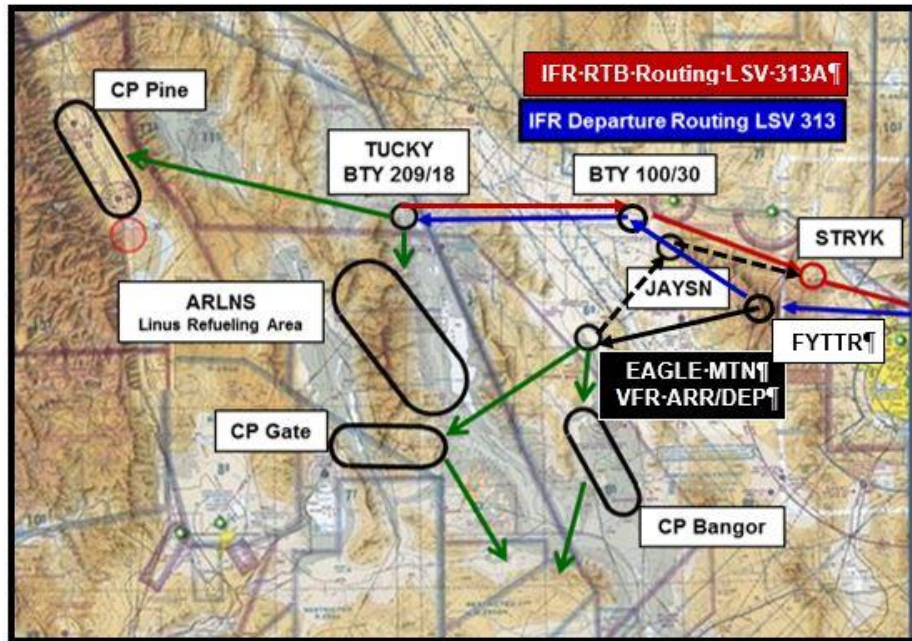 IFR·RTB·Routing·LSV·313A¶
IFR Departure Routing LSV 313
CP Pine
TUCKY
BTY 209/18
BTY 100/30
STRYK
ARLNS
Linus Refueling Area
JAYSN
FYTTR¶
EAGLE·MTN¶
VFR·ARR/DEP¶
CP Gate
CP Bangor